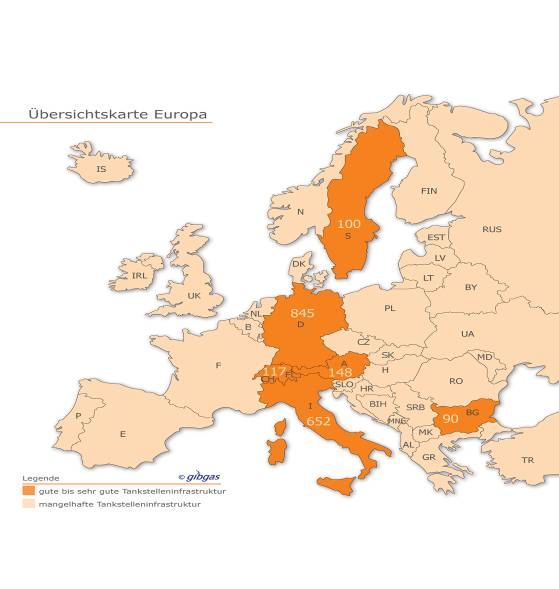 Übersichtskarte Europa
IS
N
FIN
RUS
100
S
EST
LV
LT
DK
IRL
UK
BY
NL
B
845
D
PL
UA
CZ
SK
MD
F
117
CH
FL
A
148
H
RO
SLO
HR
BIH
SRB
BG
90
I
652
MNE
MK
AL
GR
TR
P
E
Legende
© gibgas
gute bis sehr gute Tankstelleninfrastruktur
mangelhafte Tankstelleninfrastruktur